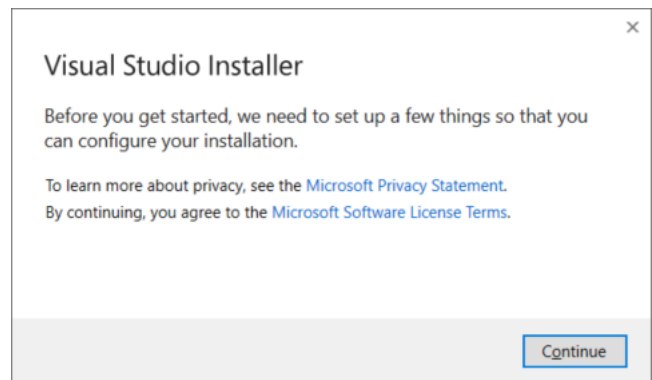 Visual Studio Installer
Before you get started, we need to set up a few things so that you
can configure your installation.
To learn more about privacy, see the Microsoft Privacy Statement.
By continuing, you agree to the Microsoft Software License Terms.
Continue